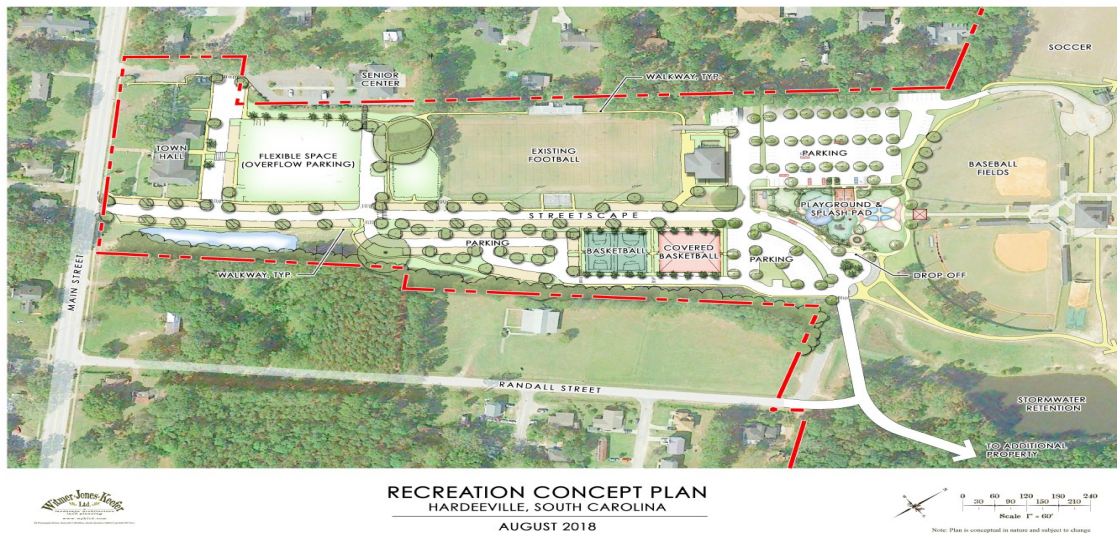 SOCCER
SENIOR
CENTER
WALKWAY, TYP.
TOWN
HALL
FLEXIBLE SPACE
(OVERFLOW PARKING)
EXISTING
FOOTBALL
PARKING
BASEBALL
FIELDS
PLAYGROUND &
SPLASH PAD
STREETSCAPE
PARKING
BASKETBALL
COVERED
BASKETBALL
PARKING
DROP OFF
WALKWAY, TYP.
MAIN STREET
RANDALL STREET
STORMWATER
RETENTION
TO ADDITIONAL
PROPERTY
Witmer-Jones-Keefer
Ltd.
RECREATION CONCEPT PLAN
HARDEEVILLE, SOUTH CAROLINA
AUGUST 2018
0 30 60 90 120 150 180 210 240
Scale 1" = 60'
Note: Plan is conceptual in nature and subject to change